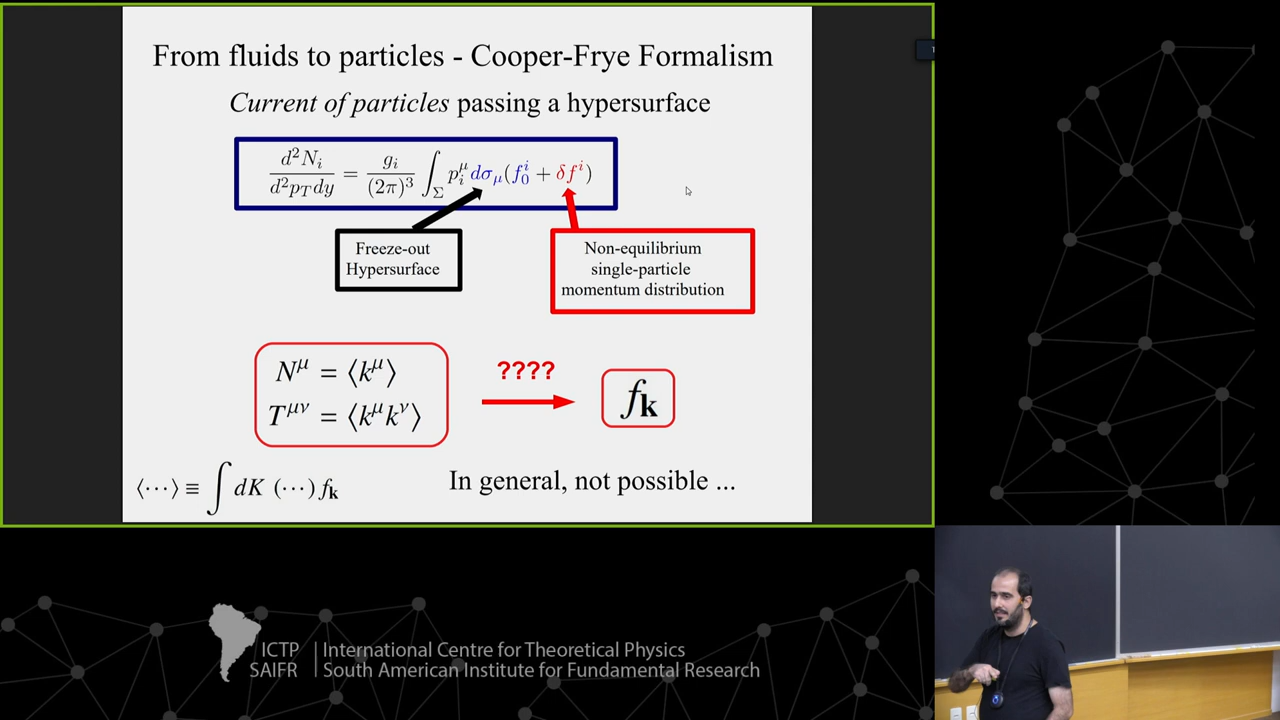 From fluids to particles - Cooper-Frye Formalism
Current of particles passing a hypersurface
d²Nᵢ / d²p_T dy = gᵢ / (2π)³ ∫_Σ pᵢ^μ dσ_μ (f₀ⁱ + δfⁱ)
Freeze-out
Hypersurface
Non-equilibrium
single-particle
momentum distribution
N^μ = ⟨k^μ⟩
T^μν = ⟨k^μ k^ν⟩
????
f_𝐤
⟨⋯⟩ ≡ ∫ dK (⋯) f_𝐤
In general, not possible ...
ICTP
SAIFR
International Centre for Theoretical Physics
South American Institute for Fundamental Research